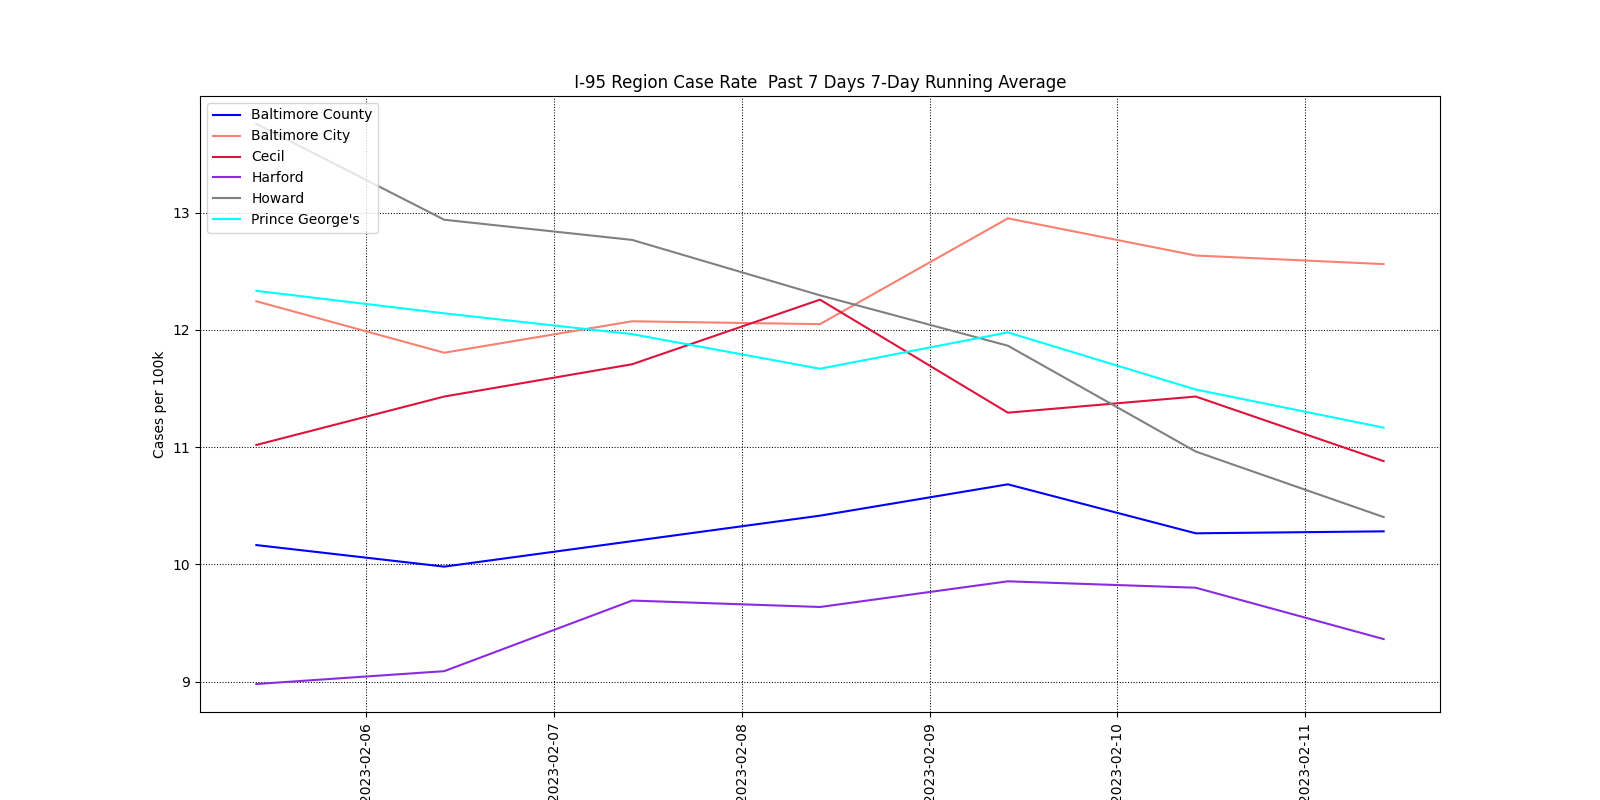 I-95 Region Case Rate  Past 7 Days 7-Day Running Average
Baltimore County
Baltimore City
Cecil
Harford
Howard
Prince George's
Cases per 100k
13
12
11
10
9
2023-02-06
2023-02-07
2023-02-08
2023-02-09
2023-02-10
2023-02-11